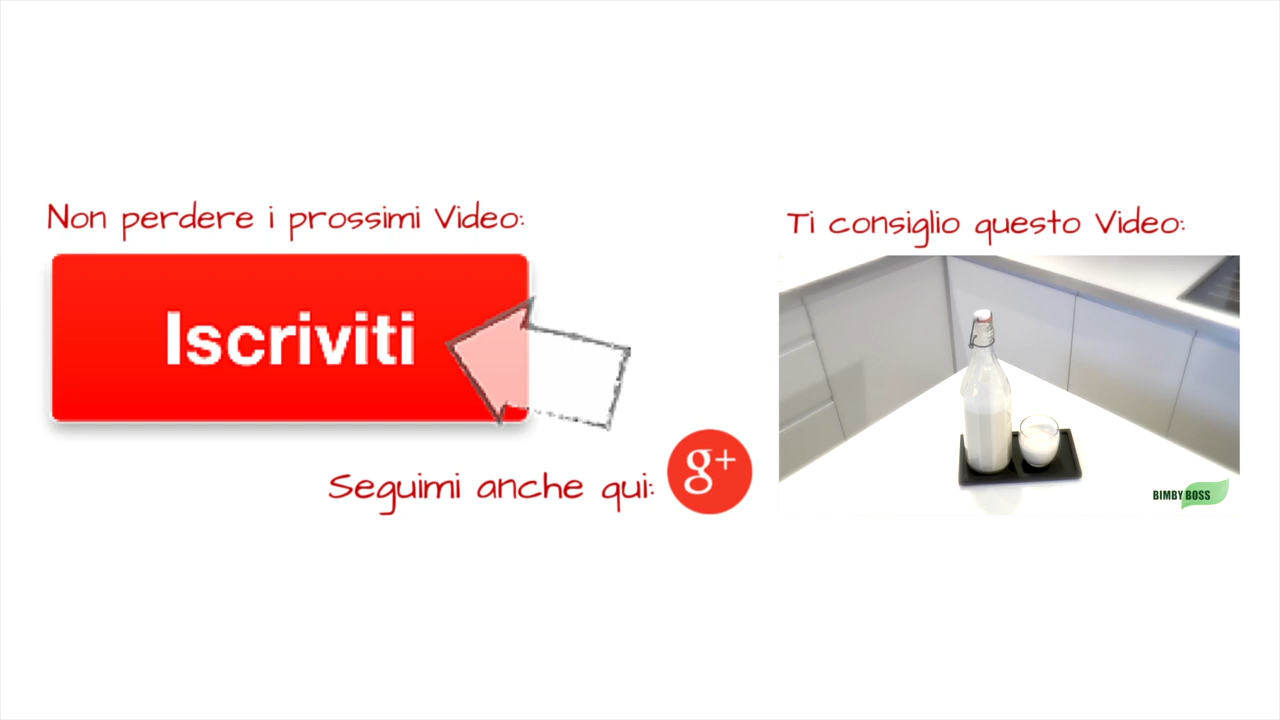 Non perdere i prossimi Video:
Iscriviti
Seguimi anche qui:
g+
Ti consiglio questo Video:
BIMBY BOSS